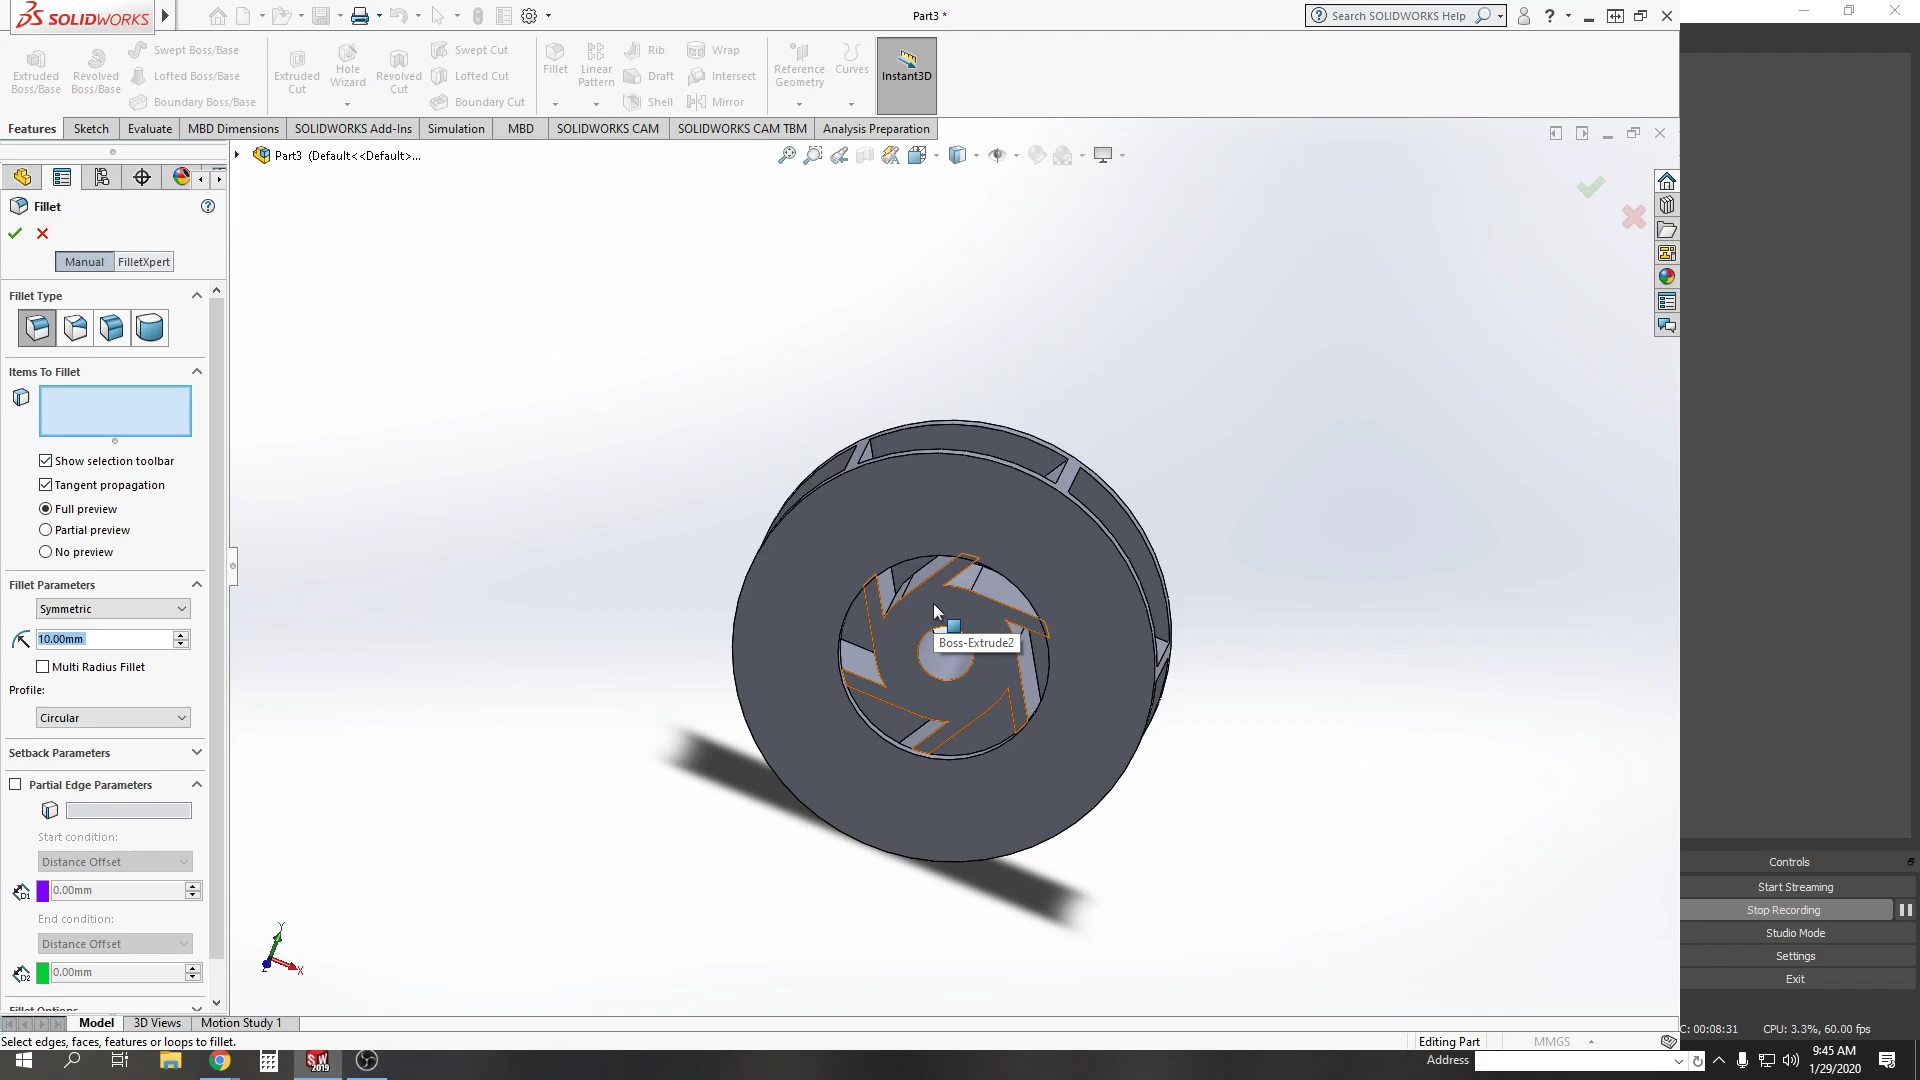 SOLIDWORKS
Part3 *
Search SOLIDWORKS Help
Extruded Boss/Base
Revolved Boss/Base
Swept Boss/Base
Lofted Boss/Base
Boundary Boss/Base
Extruded Cut
Hole Wizard
Revolved Cut
Swept Cut
Lofted Cut
Boundary Cut
Fillet
Linear Pattern
Rib
Draft
Shell
Wrap
Intersect
Mirror
Reference Geometry
Curves
Instant3D
Features
Sketch
Evaluate
MBD Dimensions
SOLIDWORKS Add-Ins
Simulation
MBD
SOLIDWORKS CAM
SOLIDWORKS CAM TBM
Analysis Preparation
Part3 (Default<<Default>...
Fillet
Manual
FilletXpert
Fillet Type
Items To Fillet
Show selection toolbar
Tangent propagation
Full preview
Partial preview
No preview
Fillet Parameters
Symmetric
10.00mm
Multi Radius Fillet
Profile:
Circular
Setback Parameters
Partial Edge Parameters
Start condition:
Distance Offset
0.00mm
End condition:
Distance Offset
0.00mm
Fillet Options
Boss-Extrude2
Y
X
Z
Model
3D Views
Motion Study 1
Select edges, faces, features or loops to fillet.
Editing Part
MMGS
Controls
Start Streaming
Stop Recording
Studio Mode
Settings
Exit
C: 00:08:31
CPU: 3.3%, 60.00 fps
Address
9:45 AM
1/29/2020